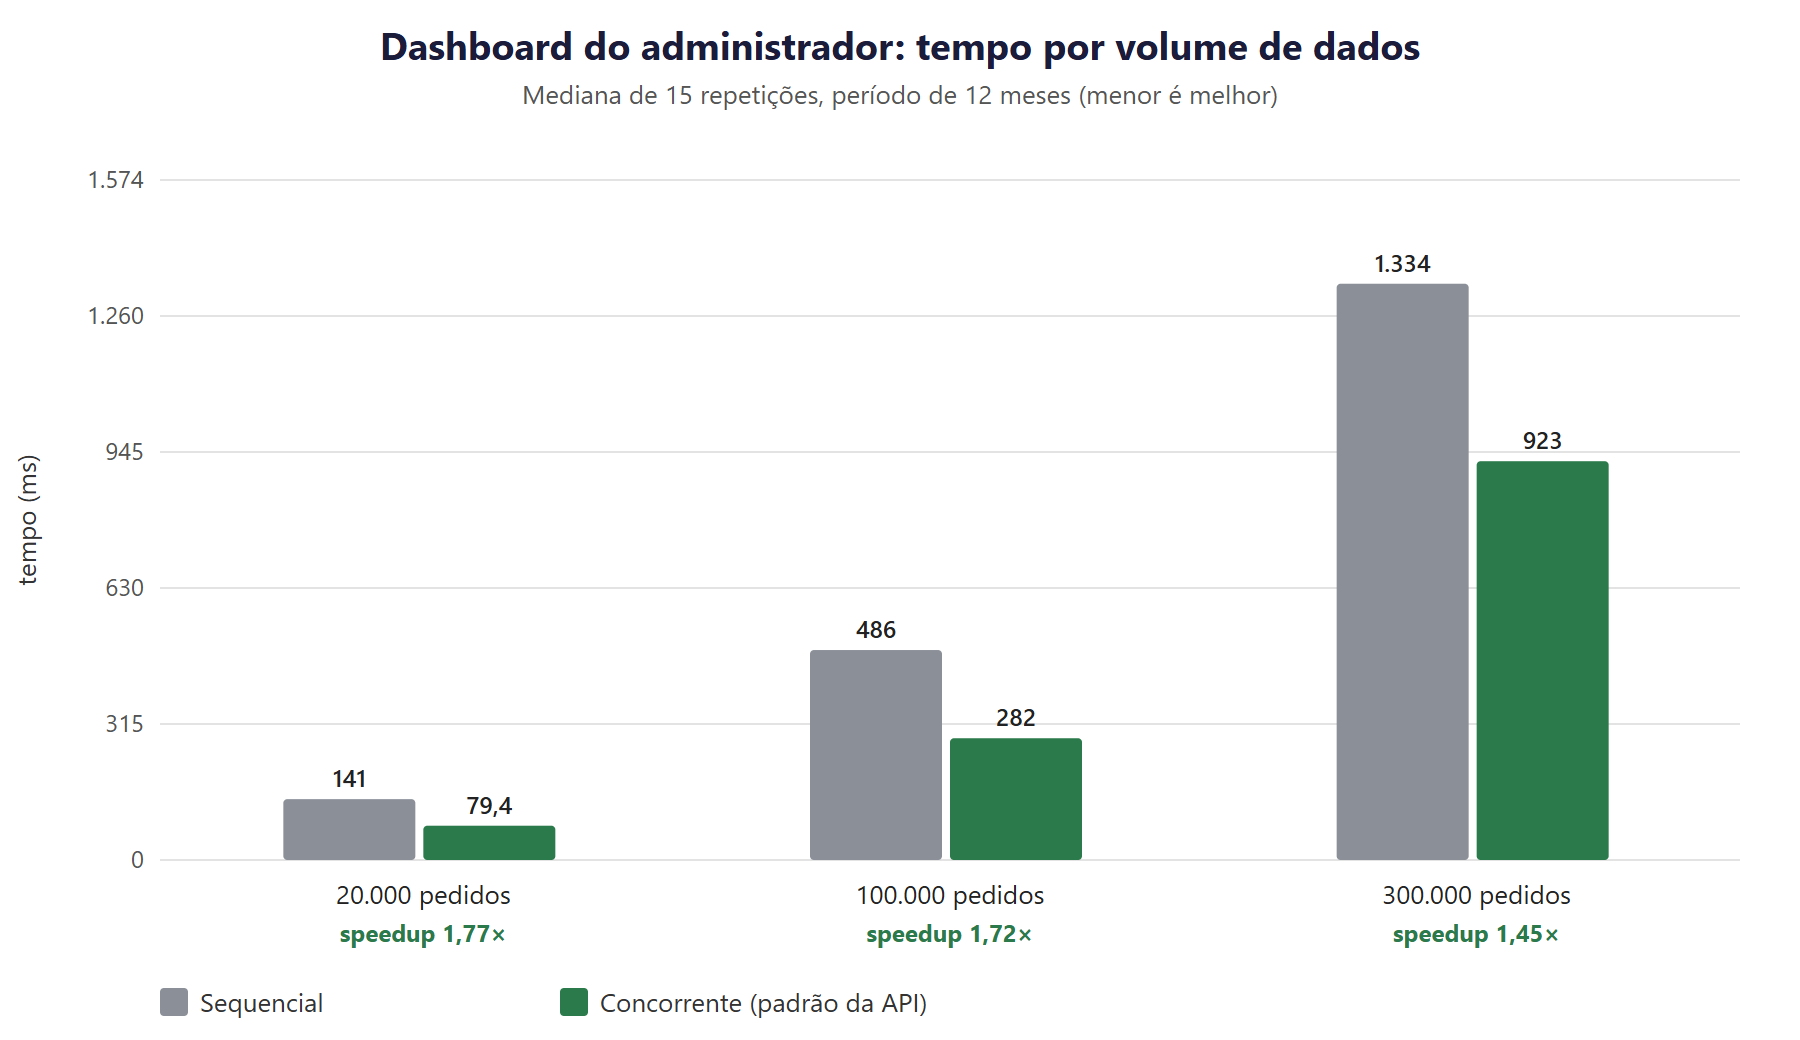 Dashboard do administrador: tempo por volume de dados
Mediana de 15 repetições, período de 12 meses (menor é melhor)
1.574
1.260
945
630
315
0
tempo (ms)
141
79,4
486
282
1.334
923
20.000 pedidos
speedup 1,77×
100.000 pedidos
speedup 1,72×
300.000 pedidos
speedup 1,45×
Sequencial
Concorrente (padrão da API)